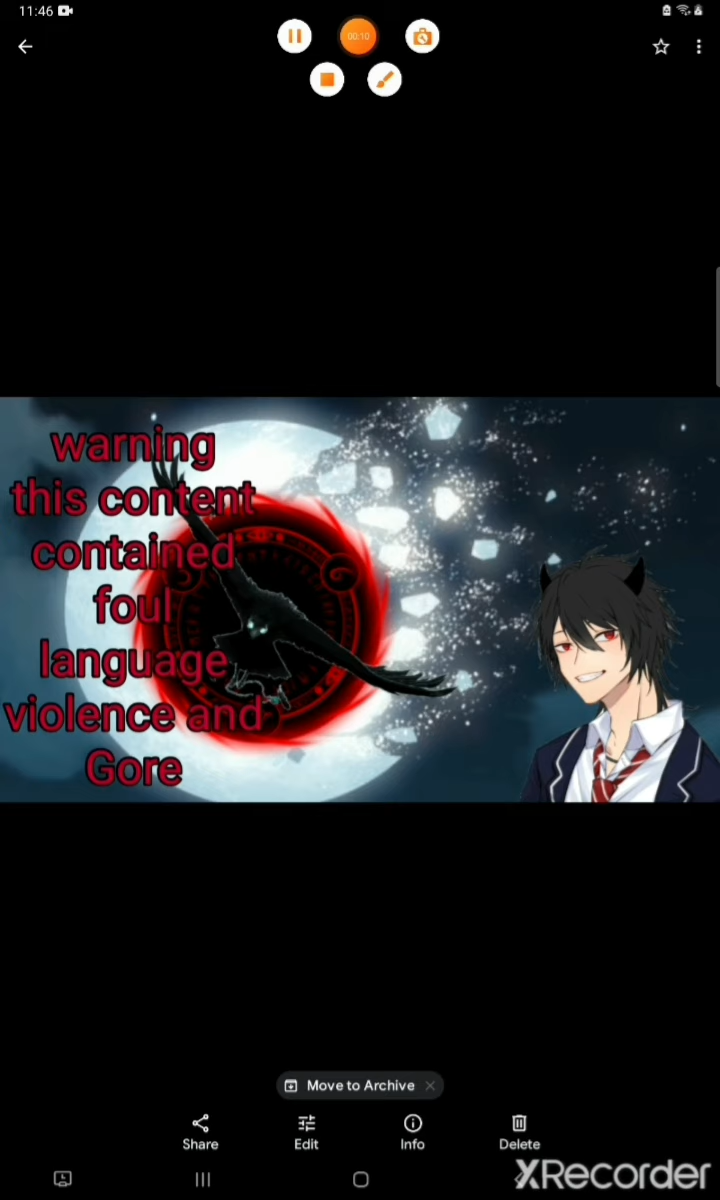 11:46
00:10
warning
this content
contained
foul
language
violence and
Gore
Move to Archive
Share Edit Info Delete
XRecorder